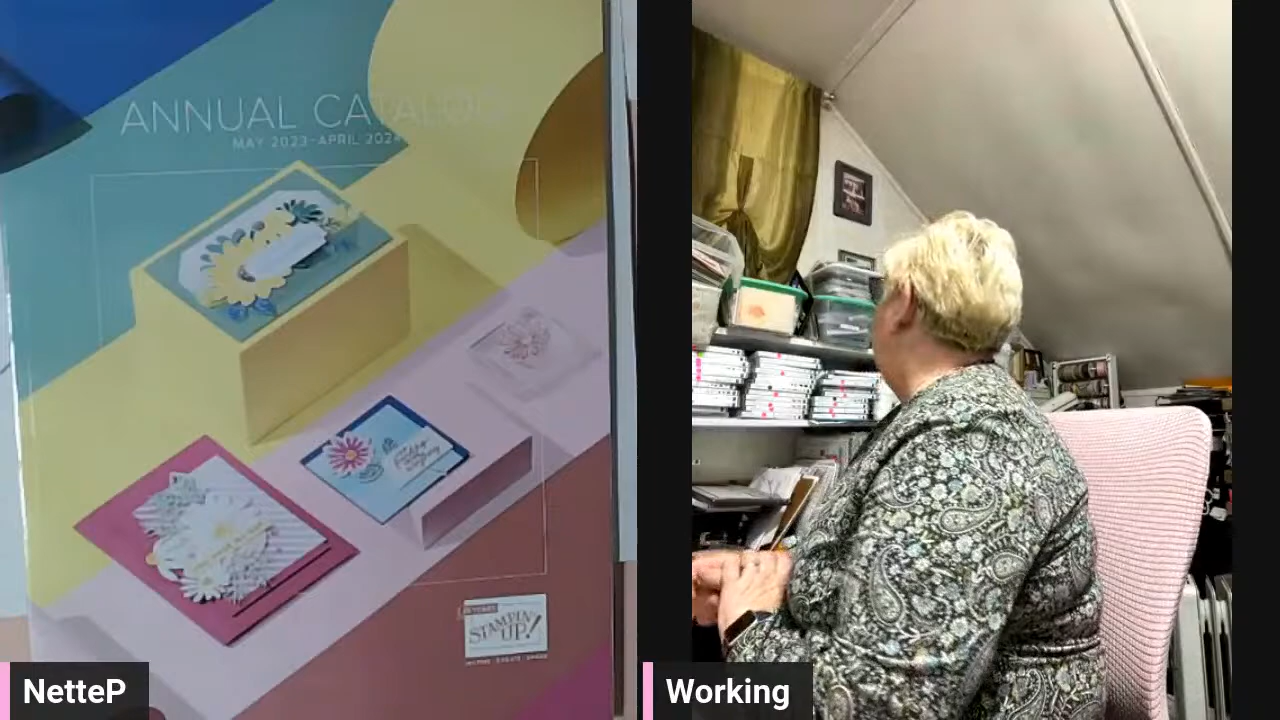 ANNUAL CATALOG
MAY 2023–APRIL 2024
STAMPIN'
UP!
NetteP
Working